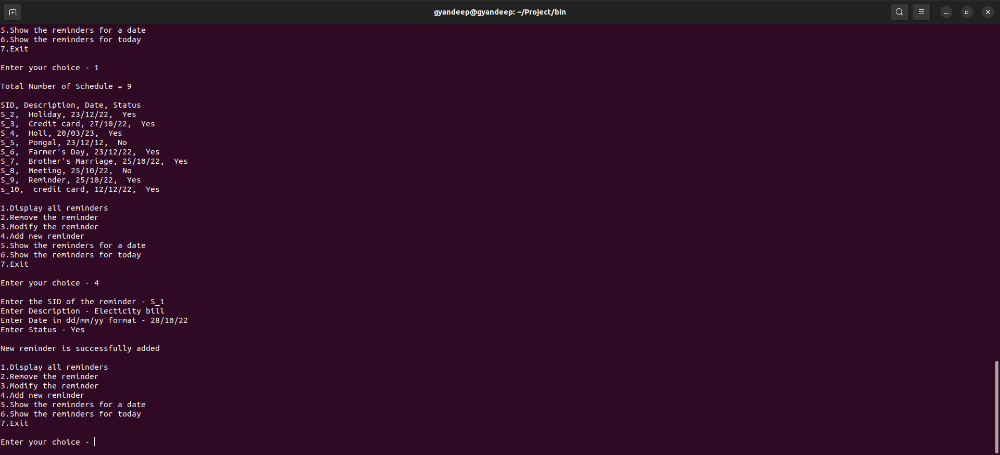 gyandeep@gyandeep: ~/Project/bin
5.Show the reminders for a date
6.Show the reminders for today
7.Exit
Enter your choice - 1
Total Number of Schedule = 9
SID, Description, Date, Status
S_2,  Holiday, 23/12/22,  Yes
S_3,  Credit card, 27/10/22,  Yes
S_4,  Holi, 20/03/23,  Yes
S_5,  Pongal, 23/12/12,  No
S_6,  Farmer's Day, 23/12/22,  Yes
S_7,  Brother's Marriage, 25/10/22,  Yes
S_8,  Meeting, 25/10/22,  No
S_9,  Reminder, 25/10/22,  Yes
s_10,  credit card, 12/12/22,  Yes
1.Display all reminders
2.Remove the reminder
3.Modify the reminder
4.Add new reminder
5.Show the reminders for a date
6.Show the reminders for today
7.Exit
Enter your choice - 4
Enter the SID of the reminder - S_1
Enter Description - Electicity bill
Enter Date in dd/mm/yy format - 28/10/22
Enter Status - Yes
New reminder is successfully added
1.Display all reminders
2.Remove the reminder
3.Modify the reminder
4.Add new reminder
5.Show the reminders for a date
6.Show the reminders for today
7.Exit
Enter your choice -